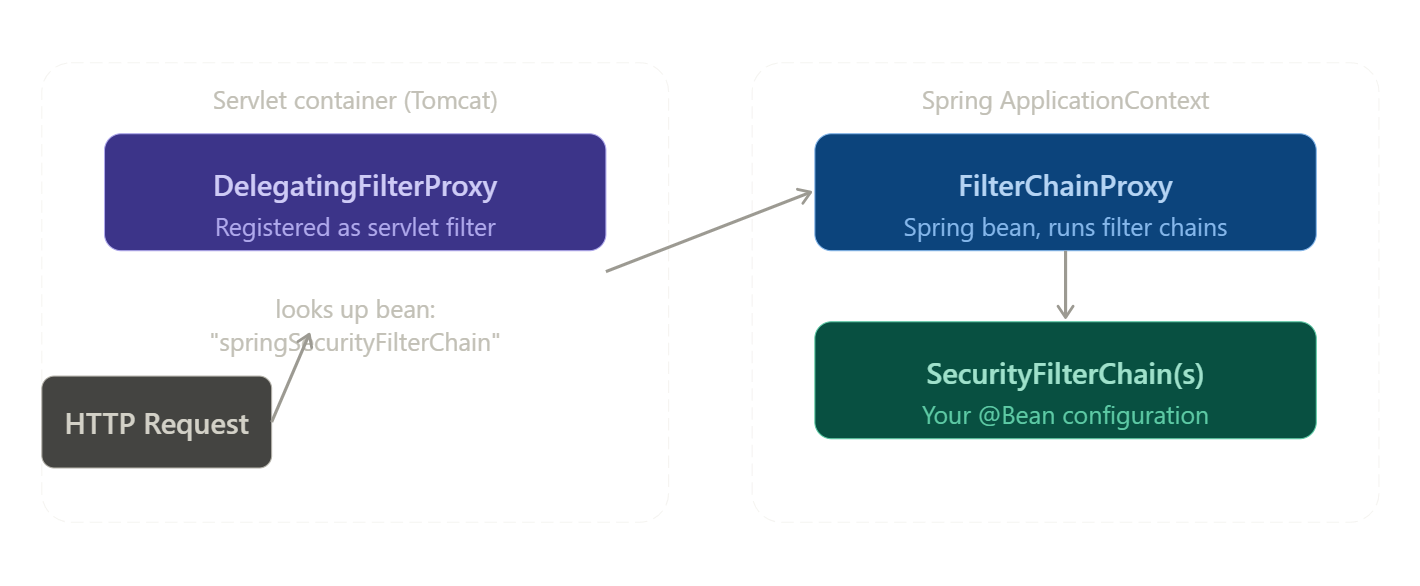 Servlet container (Tomcat)
DelegatingFilterProxy
Registered as servlet filter
looks up bean:
"springSecurityFilterChain"
HTTP Request
Spring ApplicationContext
FilterChainProxy
Spring bean, runs filter chains
SecurityFilterChain(s)
Your @Bean configuration